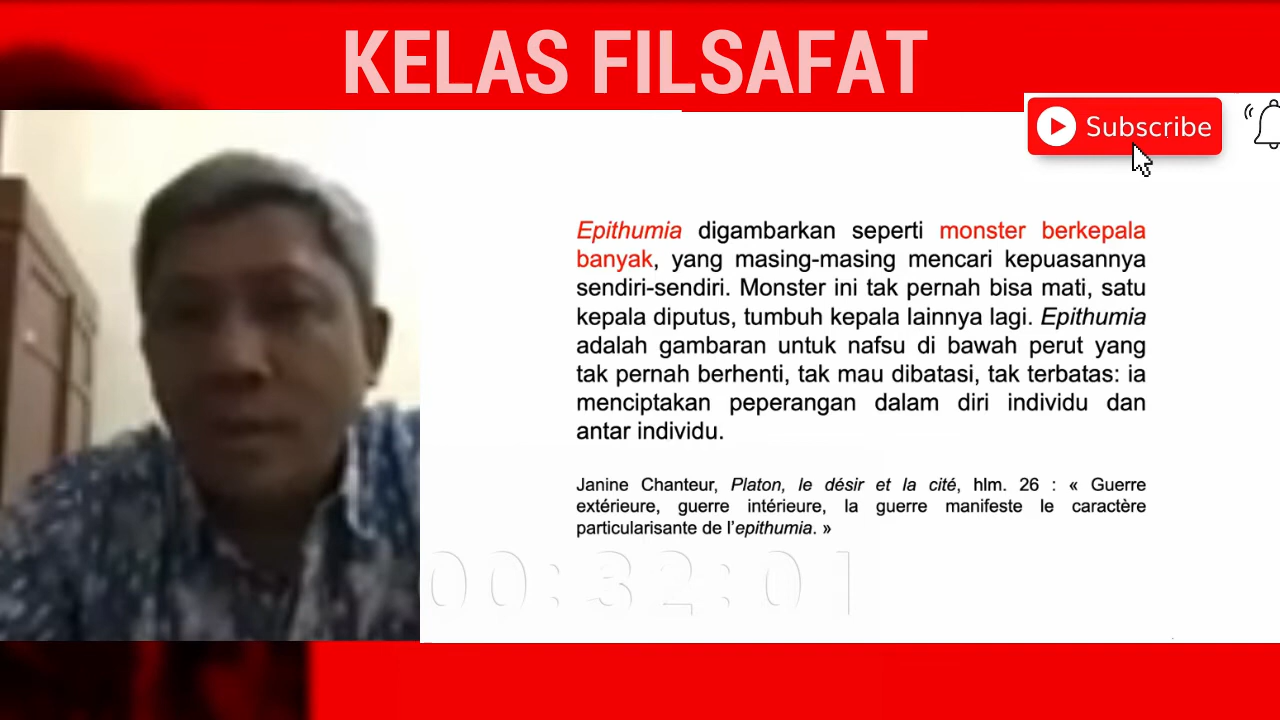 KELAS FILSAFAT
Subscribe
Epithumia digambarkan seperti monster berkepala
banyak, yang masing-masing mencari kepuasannya
sendiri-sendiri. Monster ini tak pernah bisa mati, satu
kepala diputus, tumbuh kepala lainnya lagi. Epithumia
adalah gambaran untuk nafsu di bawah perut yang
tak pernah berhenti, tak mau dibatasi, tak terbatas: ia
menciptakan peperangan dalam diri individu dan
antar individu.
Janine Chanteur, Platon, le désir et la cité, hlm. 26 : « Guerre
extérieure, guerre intérieure, la guerre manifeste le caractère
particularisante de l’epithumia. »
00:32:01